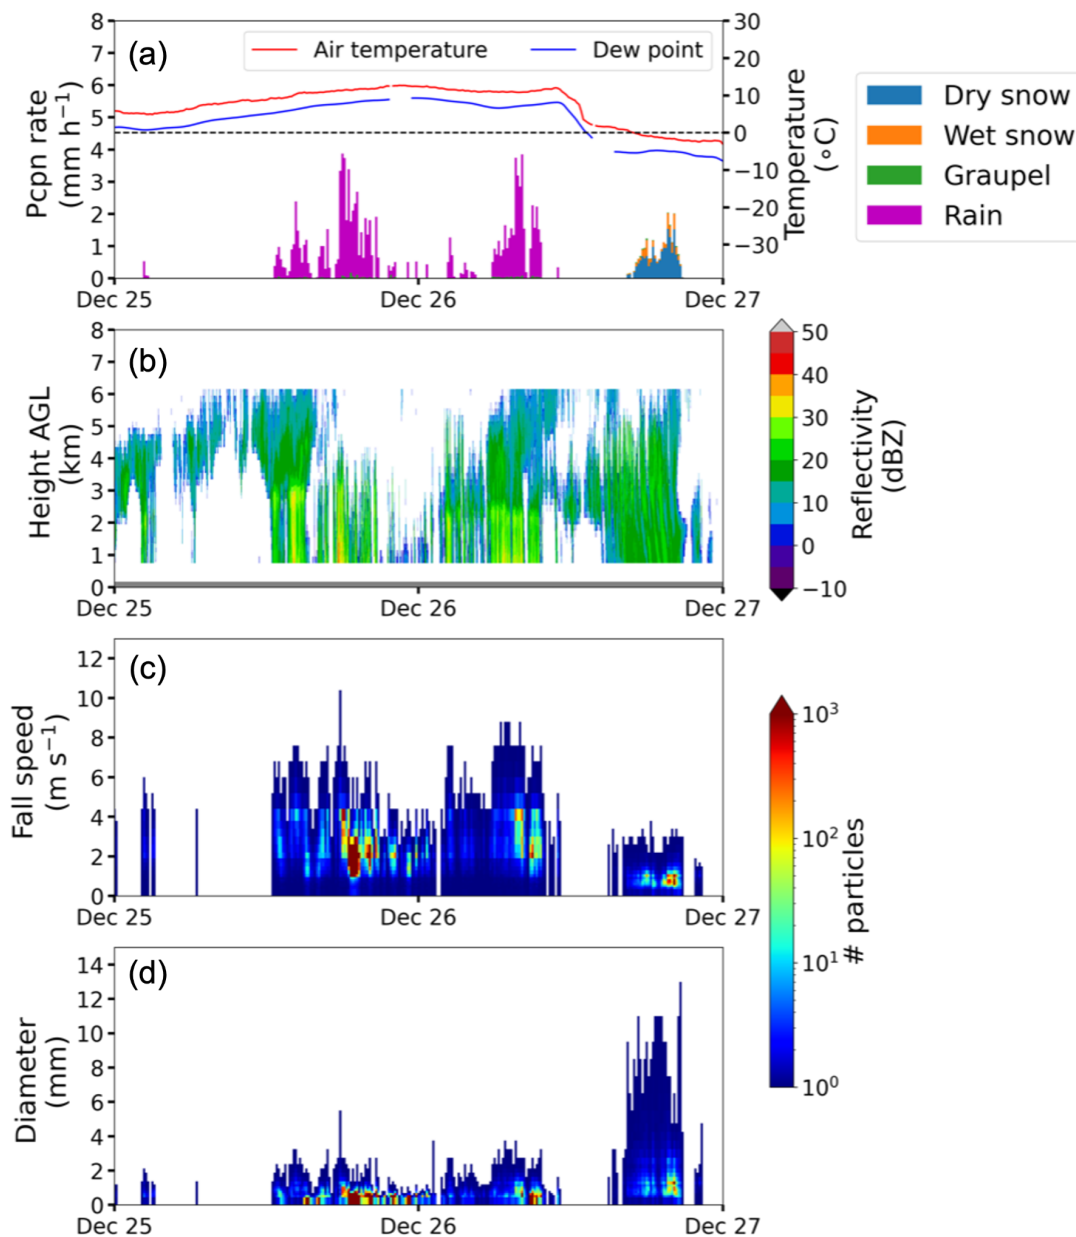 (a)
Air temperature
Dew point
Pcpn rate
(mm h⁻¹)
8
7
6
5
4
3
2
1
0
30
20
10
0
−10
−20
−30
Temperature
(∘C)
Dec 25
Dec 26
Dec 27
Dry snow
Wet snow
Graupel
Rain
(b)
Height AGL
(km)
8
7
6
5
4
3
2
1
0
Dec 25
Dec 26
Dec 27
50
40
30
20
10
0
−10
Reflectivity
(dBZ)
(c)
Fall speed
(m s⁻¹)
12
10
8
6
4
2
0
Dec 25
Dec 26
Dec 27
(d)
Diameter
(mm)
14
12
10
8
6
4
2
0
Dec 25
Dec 26
Dec 27
10³
10²
10¹
10⁰
# particles